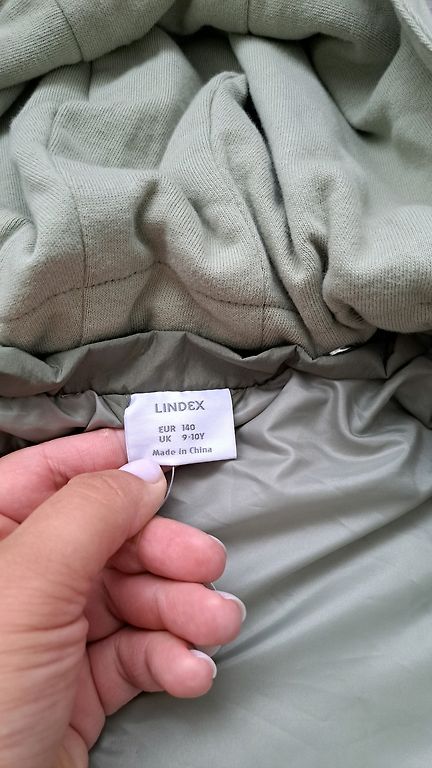 LINDEX
EUR 140
UK 9-10Y
Made in China